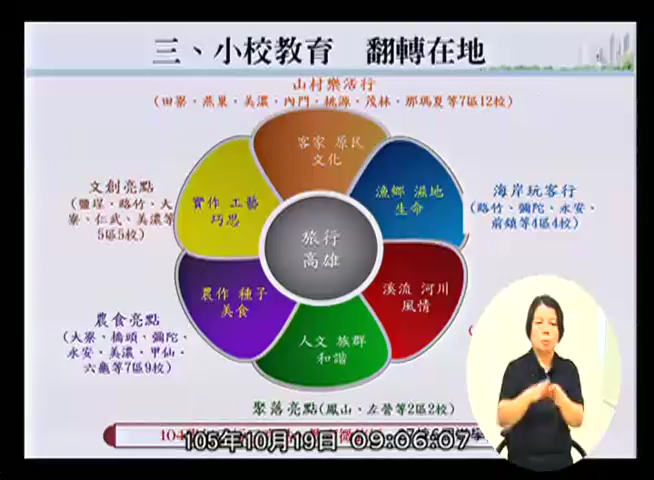 三、小校教育　翻轉在地
山村樂活行
(田寮、燕巢、美濃、內門、桃源、茂林、那瑪夏等7區12校)
客家 原民
文化
文創亮點
(鹽埕、路竹、大
寮、仁武、美濃等
5區5校)
實作 工藝
巧思
漁鄉 濕地
生命
海岸玩客行
(路竹、彌陀、永安、
前鎮等4區4校)
旅行
高雄
農作 種子
美食
溪流 河川
風情
農食亮點
(大寮、橋頭、彌陀、
永安、美濃、甲仙、
六龜等7區9校)
人文 族群
和諧
聚落亮點(鳳山、左營等2區2校)
105年10月19日 09:06:07